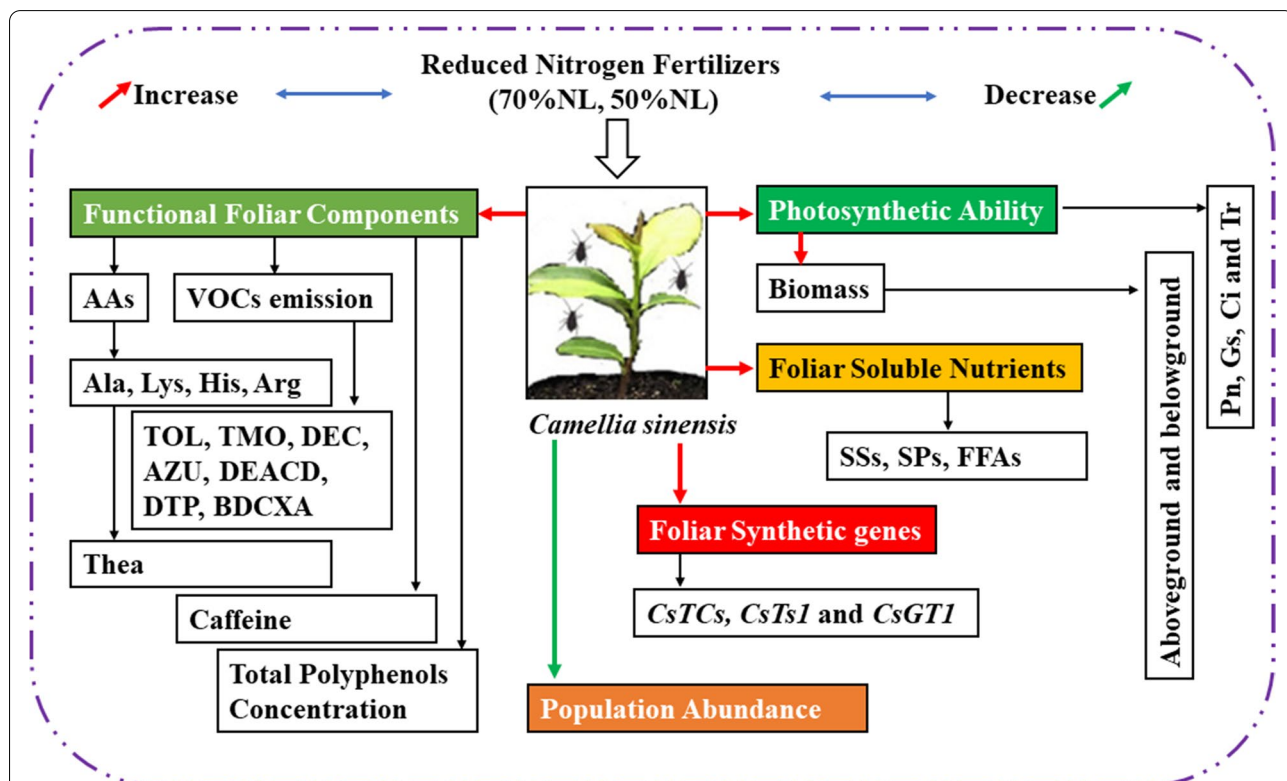 Reduced Nitrogen Fertilizers
(70%NL, 50%NL)
Increase
Decrease
Functional Foliar Components
AAs
VOCs emission
Ala, Lys, His, Arg
TOL, TMO, DEC,
AZU, DEACD,
DTP, BDCXA
Thea
Caffeine
Total Polyphenols
Concentration
Camellia sinensis
Photosynthetic Ability
Biomass
Foliar Soluble Nutrients
SSs, SPs, FFAs
Foliar Synthetic genes
CsTCs, CsTs1 and CsGT1
Population Abundance
Aboveground and belowground
Pn, Gs, Ci and Tr